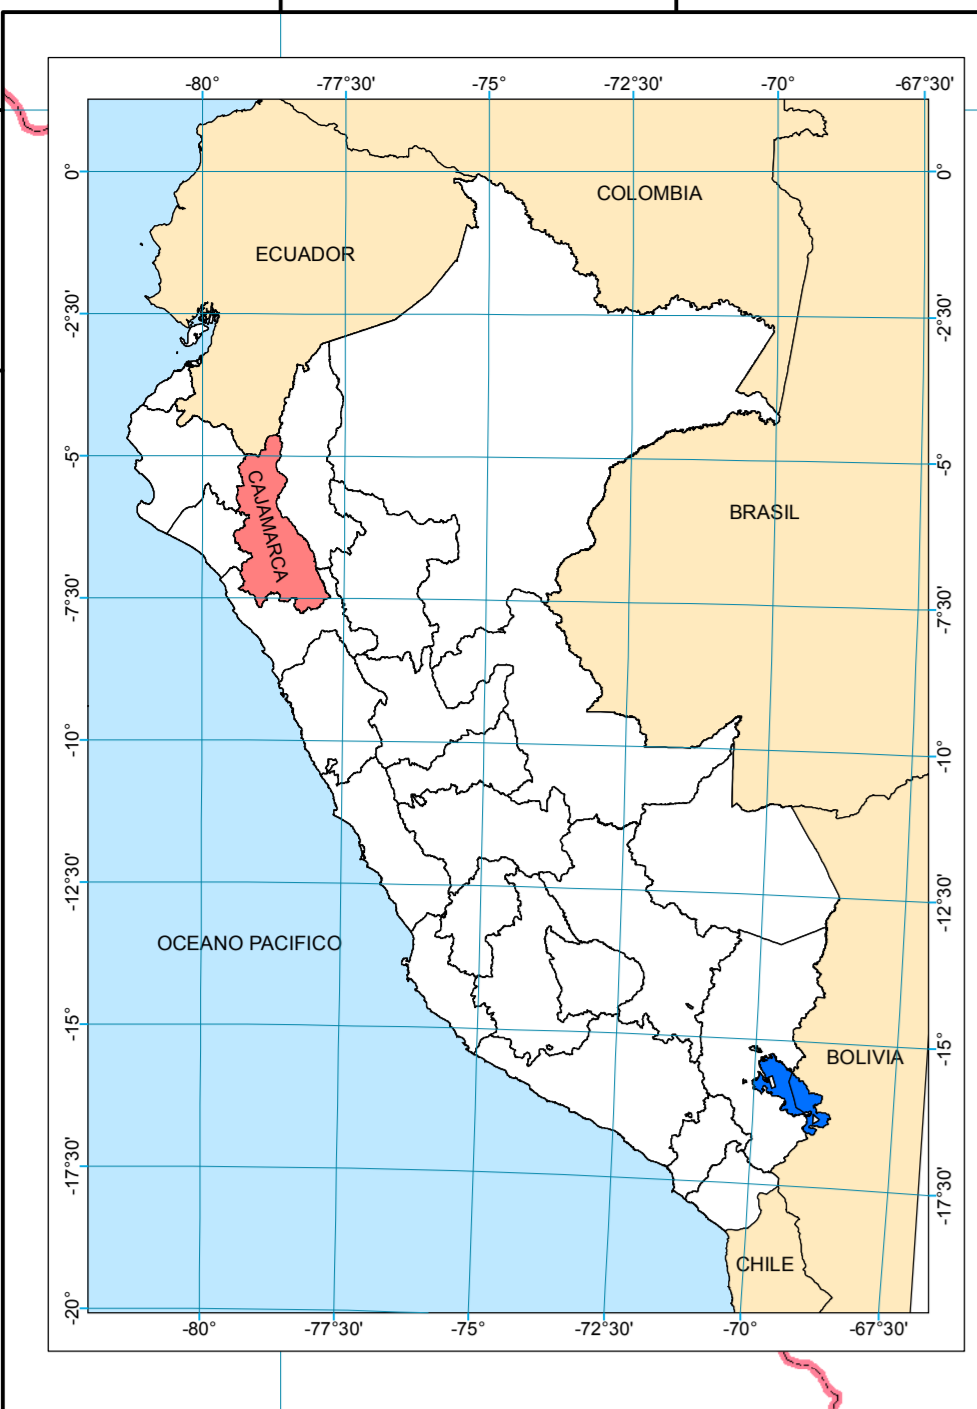 -80° -77°30' -75° -72°30' -70° -67°30'
0° 0°
COLOMBIA
ECUADOR
-2°30' -2°30'
-5° -5°
CAJAMARCA
BRASIL
-7°30' -7°30'
-10° -10°
-12°30' -12°30'
OCEANO PACIFICO
-15° -15°
BOLIVIA
-17°30' -17°30'
CHILE
-20°
-80° -77°30' -75° -72°30' -70° -67°30'